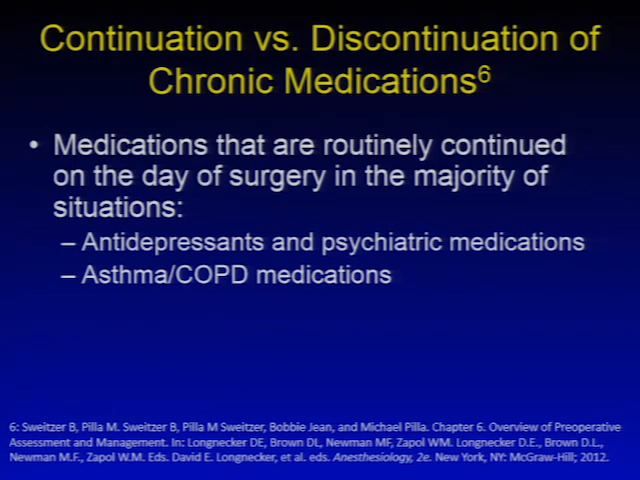 Continuation vs. Discontinuation of
Chronic Medications6
• Medications that are routinely continued
on the day of surgery in the majority of
situations:
– Antidepressants and psychiatric medications
– Asthma/COPD medications
6: Sweitzer B, Pilla M. Sweitzer B, Pilla M Sweitzer, Bobbie Jean, and Michael Pilla. Chapter 6. Overview of Preoperative
Assessment and Management. In: Longnecker DE, Brown DL, Newman MF, Zapol WM. Longnecker D.E., Brown D.L.,
Newman M.F., Zapol W.M. Eds. David E. Longnecker, et al. eds. Anesthesiology, 2e. New York, NY: McGraw-Hill; 2012.